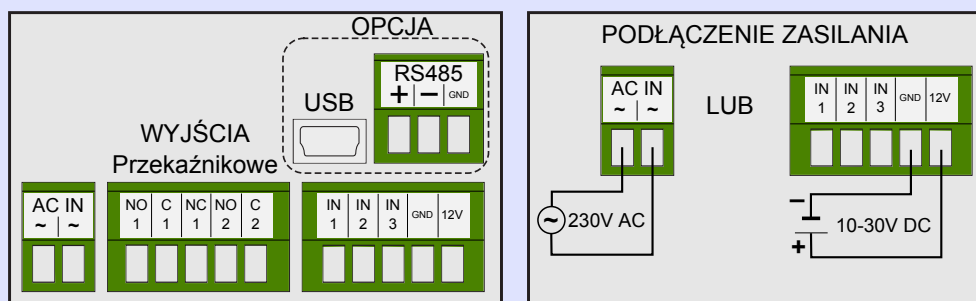 OPCJA
RS485
+ | − | GND
USB
WYJŚCIA
Przekaźnikowe
AC IN
~ | ~
NO C NC NO C
1 1 1 2 2
IN IN IN GND 12V
1 2 3
PODŁĄCZENIE ZASILANIA
AC IN
~ | ~
LUB
IN IN IN GND 12V
1 2 3
~ 230V AC
−
10-30V DC
+